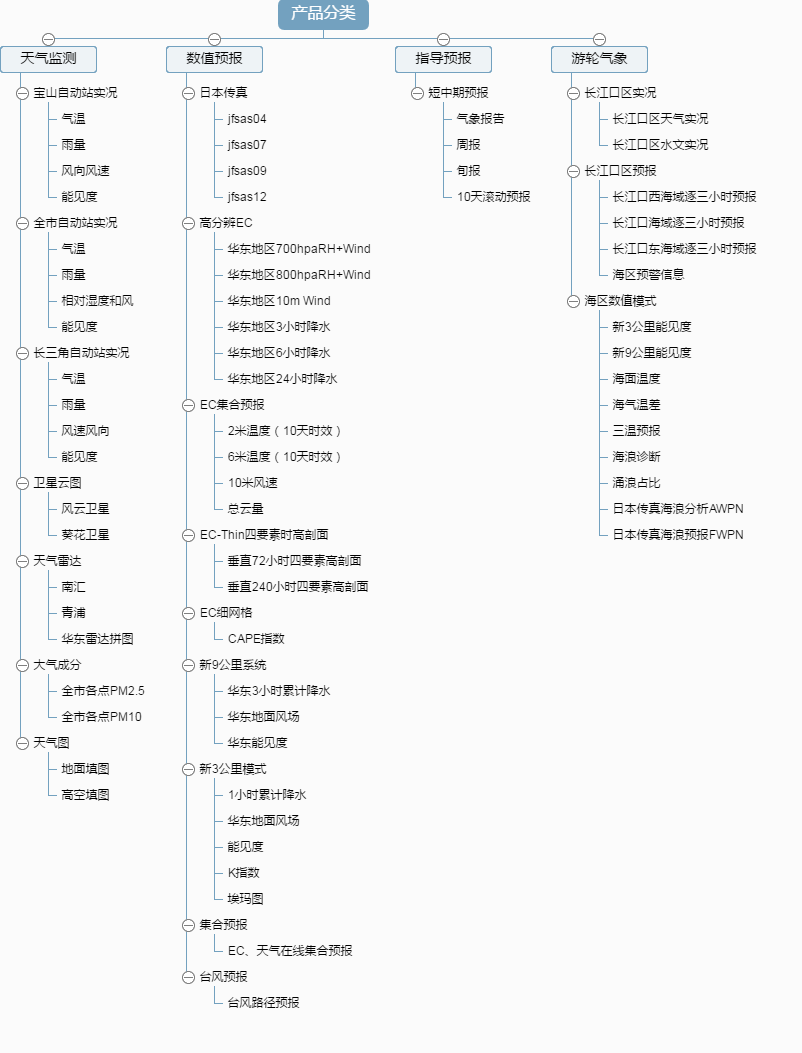 产品分类
天气监测
宝山自动站实况
气温
雨量
风向风速
能见度
全市自动站实况
气温
雨量
相对湿度和风
能见度
长三角自动站实况
气温
雨量
风速风向
能见度
卫星云图
风云卫星
葵花卫星
天气雷达
南汇
青浦
华东雷达拼图
大气成分
全市各点PM2.5
全市各点PM10
天气图
地面填图
高空填图
数值预报
日本传真
jfsas04
jfsas07
jfsas09
jfsas12
高分辨EC
华东地区700hpaRH+Wind
华东地区800hpaRH+Wind
华东地区10m Wind
华东地区3小时降水
华东地区6小时降水
华东地区24小时降水
EC集合预报
2米温度（10天时效）
6米温度（10天时效）
10米风速
总云量
EC-Thin四要素时高剖面
垂直72小时四要素高剖面
垂直240小时四要素高剖面
EC细网格
CAPE指数
新9公里系统
华东3小时累计降水
华东地面风场
华东能见度
新3公里模式
1小时累计降水
华东地面风场
能见度
K指数
埃玛图
集合预报
EC、天气在线集合预报
台风预报
台风路径预报
指导预报
短中期预报
气象报告
周报
旬报
10天滚动预报
游轮气象
长江口区实况
长江口区天气实况
长江口区水文实况
长江口区预报
长江口西海域逐三小时预报
长江口海域逐三小时预报
长江口东海域逐三小时预报
海区预警信息
海区数值模式
新3公里能见度
新9公里能见度
海面温度
海气温差
三温预报
海浪诊断
涌浪占比
日本传真海浪分析AWPN
日本传真海浪预报FWPN